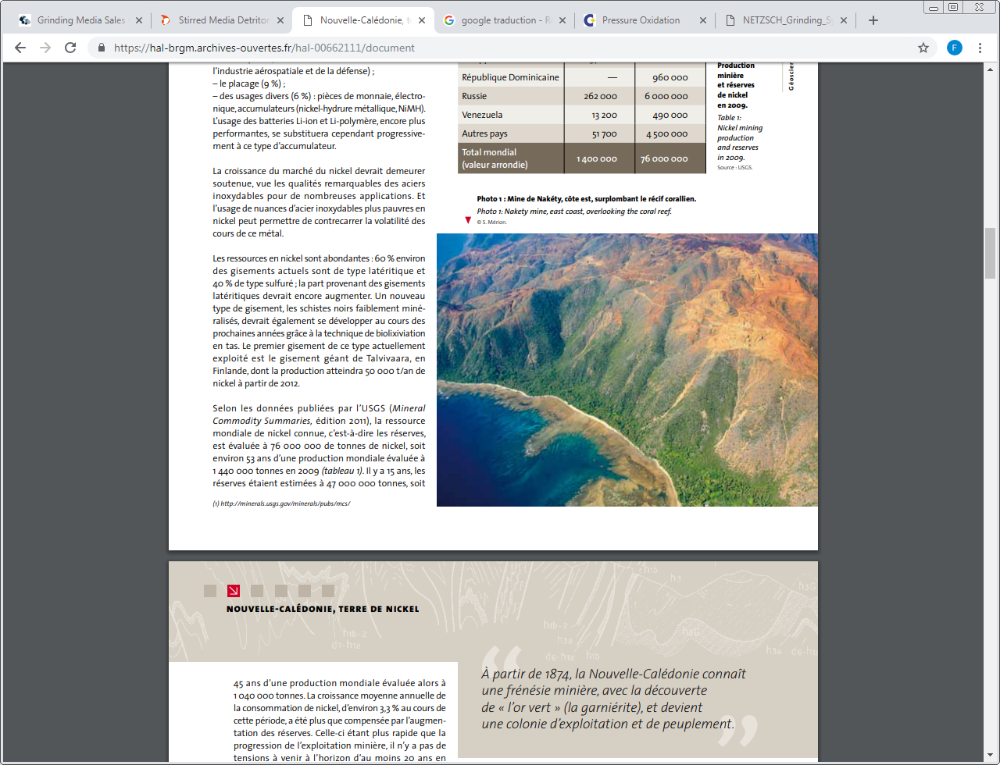 Grinding Media Sales
Stirred Media Detritor
Nouvelle-Calédonie, t
google traduction - R
Pressure Oxidation
NETZSCH_Grinding_Sy
https://hal-brgm.archives-ouvertes.fr/hal-00662111/document
F
l'industrie aérospatiale et de la défense) ;
– le placage (9 %) ;
– des usages divers (6 %) : pièces de monnaie, électro-
nique, accumulateurs (nickel-hydrure métallique, NiMH).
L'usage des batteries Li-ion et Li-polymère, encore plus
performantes, se substituera cependant progressive-
ment à ce type d'accumulateur.
La croissance du marché du nickel devrait demeurer
soutenue, vue les qualités remarquables des aciers
inoxydables pour de nombreuses applications. Et
l'usage de nuances d'acier inoxydables plus pauvres en
nickel peut permettre de contrecarrer la volatilité des
cours de ce métal.
Les ressources en nickel sont abondantes : 60 % environ
des gisements actuels sont de type latéritique et
40 % de type sulfuré ; la part provenant des gisements
latéritiques devrait encore augmenter. Un nouveau
type de gisement, les schistes noirs faiblement miné-
ralisés, devrait également se développer au cours des
prochaines années grâce à la technique de biolixiviation
en tas. Le premier gisement de ce type actuellement
exploité est le gisement géant de Talvivaara, en
Finlande, dont la production atteindra 50 000 t/an de
nickel à partir de 2012.
Selon les données publiées par l'USGS (Mineral
Commodity Summaries, édition 2011), la ressource
mondiale de nickel connue, c'est-à-dire les réserves,
est évaluée à 76 000 000 de tonnes de nickel, soit
environ 53 ans d'une production mondiale évaluée à
1 440 000 tonnes en 2009 (tableau 1). Il y a 15 ans, les
réserves étaient estimées à 47 000 000 tonnes, soit
(1) http://minerals.usgs.gov/minerals/pubs/mcs/
République Dominicaine — 960 000
Russie 262 000 6 000 000
Venezuela 13 200 490 000
Autres pays 51 700 4 500 000
Total mondial
(valeur arrondie) 1 400 000 76 000 000
Production
minière
et réserves
de nickel
en 2009.
Table 1:
Nickel mining
production
and reserves
in 2009.
Source : USGS.
Géoscien
Photo 1 : Mine de Nakéty, côte est, surplombant le récif corallien.
Photo 1: Nakety mine, east coast, overlooking the coral reef.
© S. Mérion.
NOUVELLE-CALÉDONIE, TERRE DE NICKEL
h1b
h3
h3G
h1b-2
d7-h1a
h1b-2
h3a
d6-h1a
h1b
h3G
h3a
d6-h1
45 ans d'une production mondiale évaluée alors à
1 040 000 tonnes. La croissance moyenne annuelle de
la consommation de nickel, d'environ 3,3 % au cours de
cette période, a été plus que compensée par l'augmen-
tation des réserves. Celle-ci étant plus rapide que la
progression de l'exploitation minière, il n'y a pas de
tensions à venir à l'horizon d'au moins 20 ans en
“
À partir de 1874, la Nouvelle-Calédonie connaît
une frénésie minière, avec la découverte
de « l'or vert » (la garniérite), et devient
une colonie d'exploitation et de peuplement.
”